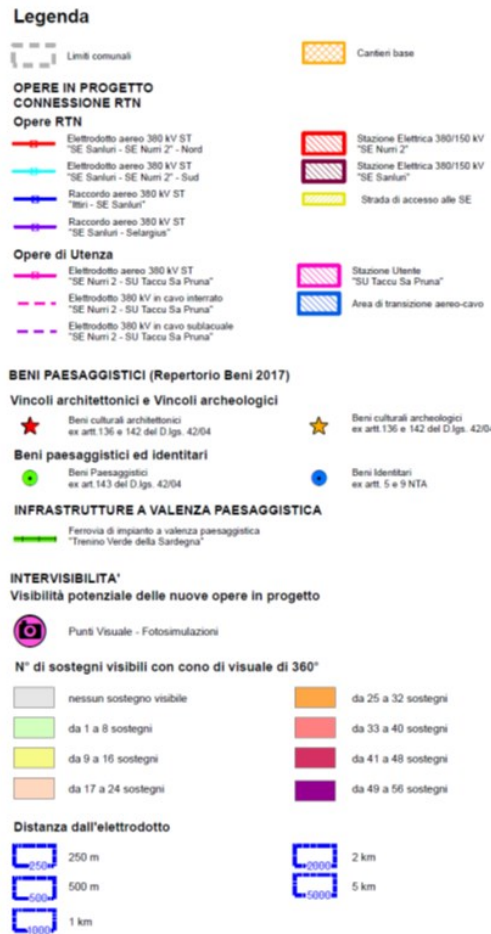 Legenda
Limiti comunali
Cantieri base
OPERE IN PROGETTO
CONNESSIONE RTN
Opere RTN
Elettrodotto aereo 380 kV ST
"SE Sanluri - SE Nurri 2" - Nord
Stazione Elettrica 380/150 kV
"SE Nurri 2"
Elettrodotto aereo 380 kV ST
"SE Sanluri - SE Nurri 2" - Sud
Stazione Elettrica 380/150 kV
"SE Sanluri"
Raccordo aereo 380 kV ST
"Ittiri - SE Sanluri"
Strada di accesso alle SE
Raccordo aereo 380 kV ST
"SE Sanluri - Selargius"
Opere di Utenza
Elettrodotto aereo 380 kV ST
"SE Nurri 2 - SU Taccu Sa Pruna"
Stazione Utente
"SU Taccu Sa Pruna"
Elettrodotto 380 kV in cavo interrato
"SE Nurri 2 - SU Taccu Sa Pruna"
Area di transizione aereo-cavo
Elettrodotto 380 kV in cavo sublacuale
"SE Nurri 2 - SU Taccu Sa Pruna"
BENI PAESAGGISTICI (Repertorio Beni 2017)
Vincoli architettonici e Vincoli archeologici
Beni culturali architettonici
ex artt.136 e 142 del D.lgs. 42/04
Beni culturali archeologici
ex artt.136 e 142 del D.lgs. 42/04
Beni paesaggistici ed identitari
Beni Paesaggistici
ex art.143 del D.lgs. 42/04
Beni Identitari
ex artt. 5 e 9 NTA
INFRASTRUTTURE A VALENZA PAESAGGISTICA
Ferrovia di impianto a valenza paesaggistica
"Trenino Verde della Sardegna"
INTERVISIBILITA'
Visibilità potenziale delle nuove opere in progetto
Punti Visuale - Fotosimulazioni
N° di sostegni visibili con cono di visuale di 360°
nessun sostegno visibile
da 25 a 32 sostegni
da 1 a 8 sostegni
da 33 a 40 sostegni
da 9 a 16 sostegni
da 41 a 48 sostegni
da 17 a 24 sostegni
da 49 a 56 sostegni
Distanza dall'elettrodotto
250 250 m
2000 2 km
500 500 m
5000 5 km
1000 1 km